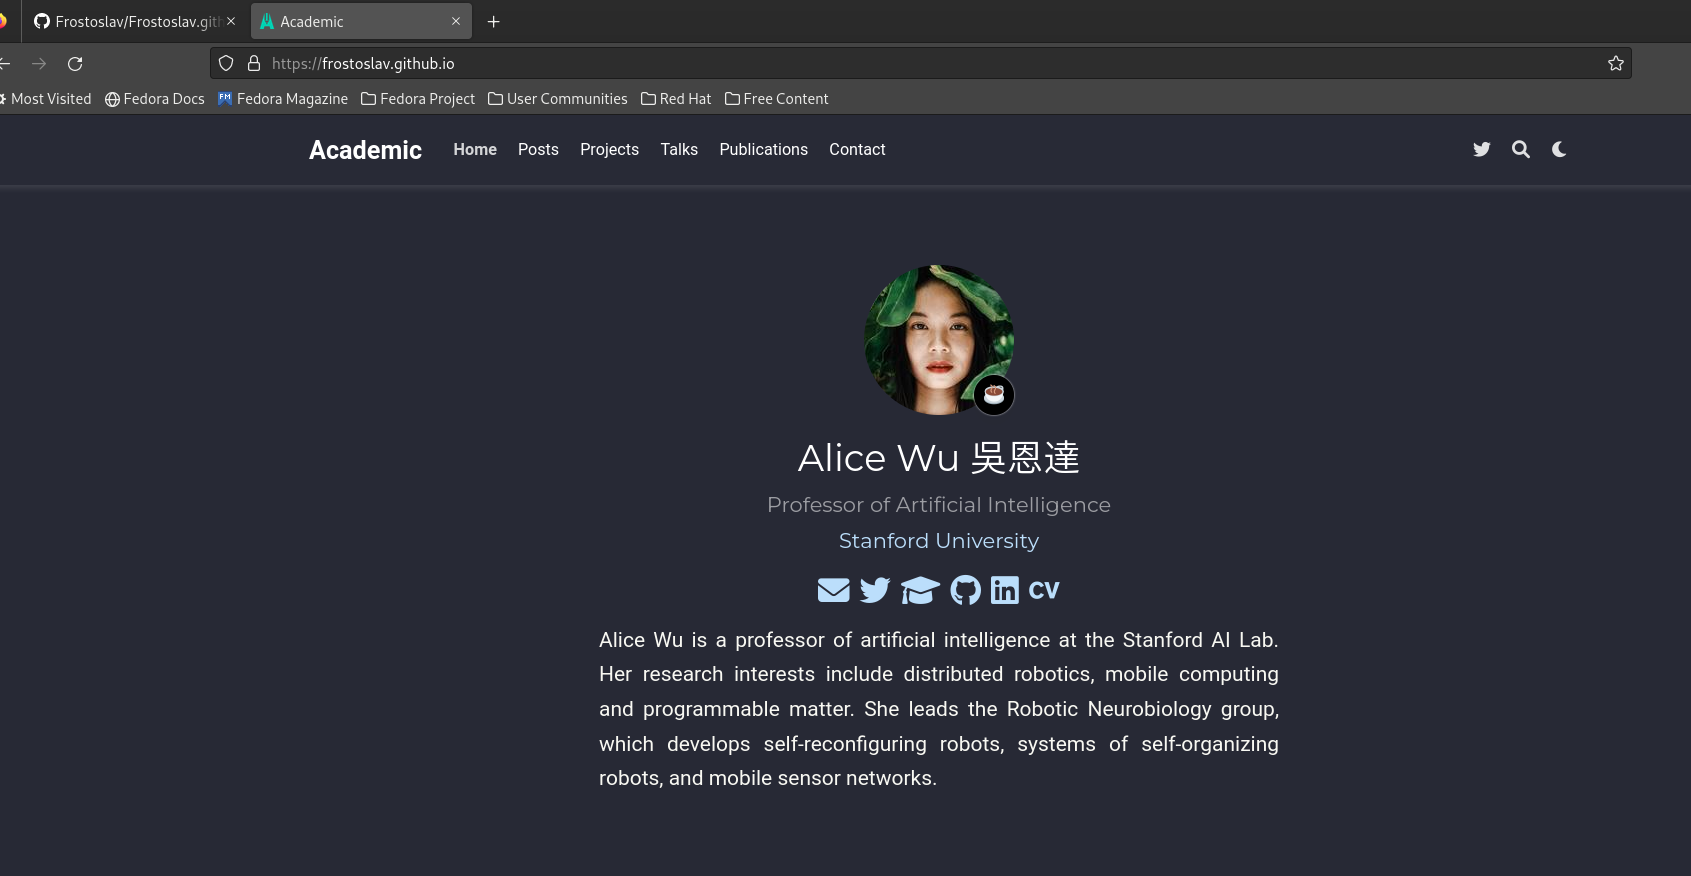 Frostoslav/Frostoslav.gith
Academic
https://frostoslav.github.io
Most Visited Fedora Docs FM Fedora Magazine Fedora Project User Communities Red Hat Free Content
Academic Home Posts Projects Talks Publications Contact
Alice Wu 吳恩達
Professor of Artificial Intelligence
Stanford University
in CV
Alice Wu is a professor of artificial intelligence at the Stanford AI Lab.
Her research interests include distributed robotics, mobile computing
and programmable matter. She leads the Robotic Neurobiology group,
which develops self-reconfiguring robots, systems of self-organizing
robots, and mobile sensor networks.